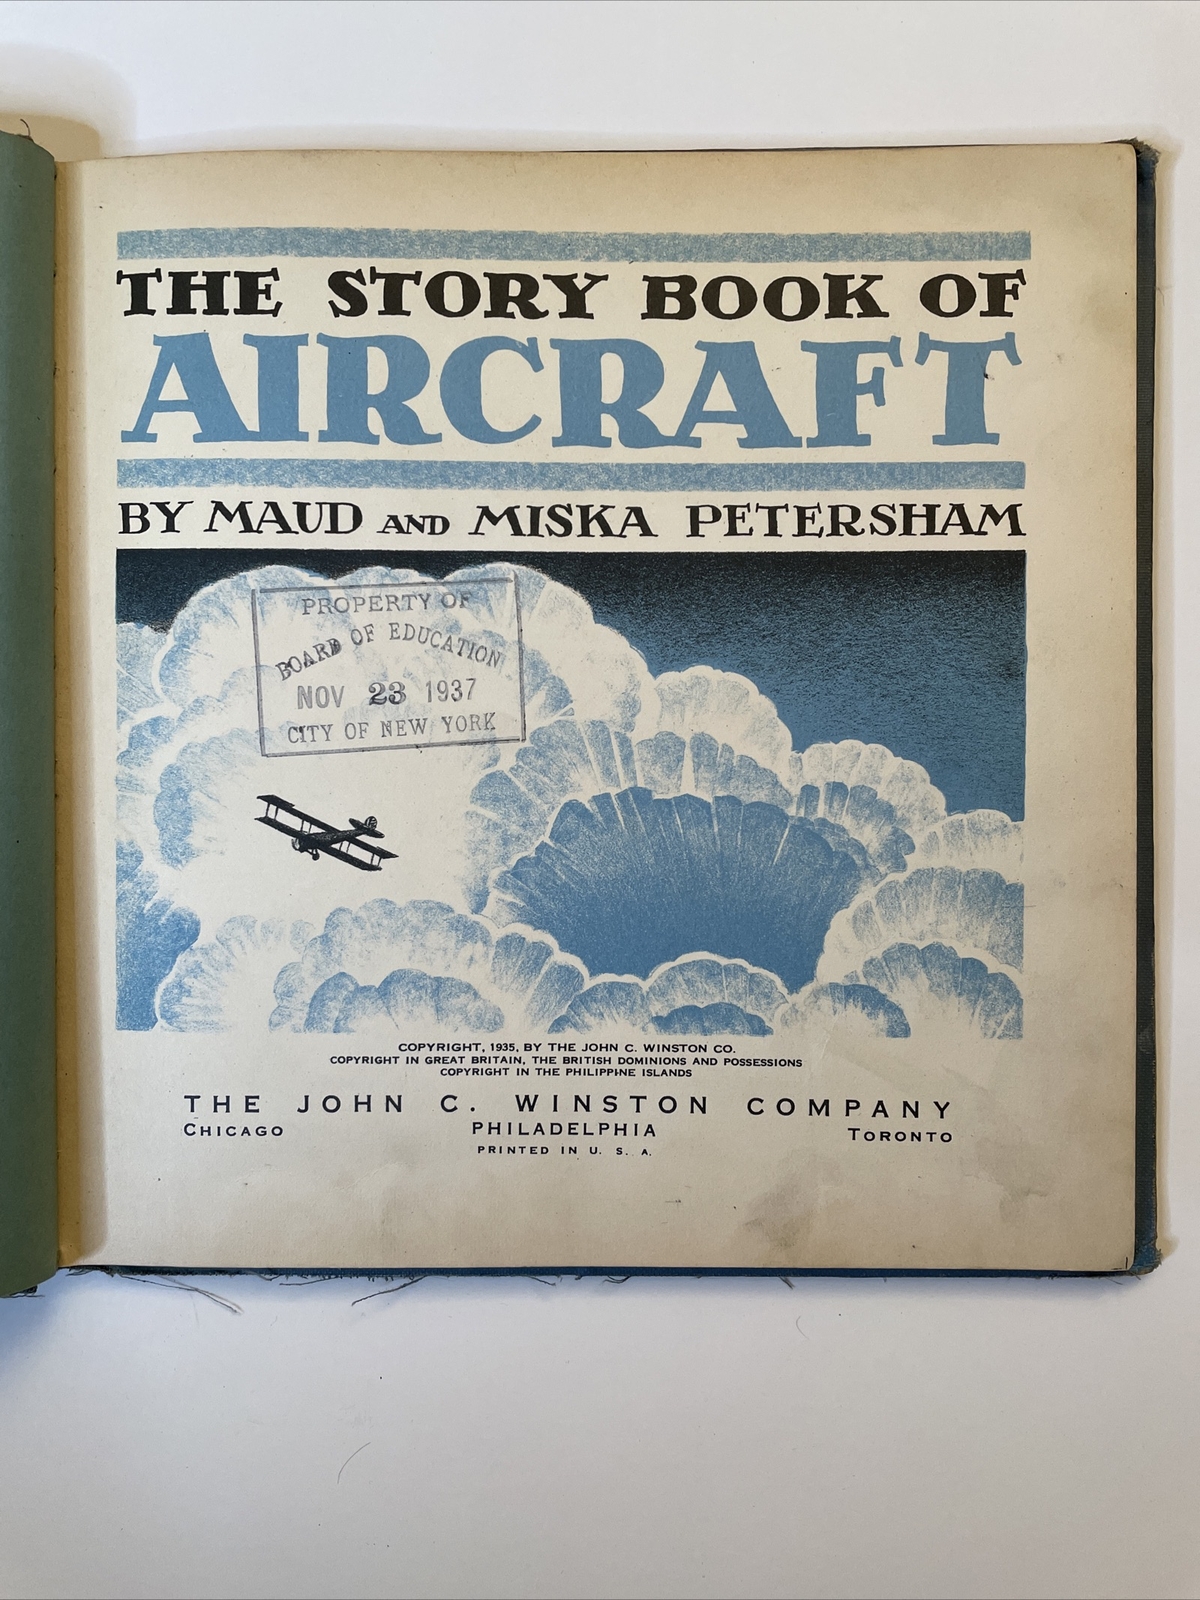 THE STORY BOOK OF
AIRCRAFT
BY MAUD AND MISKA PETERSHAM
PROPERTY OF
BOARD OF EDUCATION
NOV 23 1937
CITY OF NEW YORK
COPYRIGHT, 1935, BY THE JOHN C. WINSTON CO.
COPYRIGHT IN GREAT BRITAIN, THE BRITISH DOMINIONS AND POSSESSIONS
COPYRIGHT IN THE PHILIPPINE ISLANDS
THE JOHN C. WINSTON COMPANY
CHICAGO PHILADELPHIA TORONTO
PRINTED IN U. S. A.